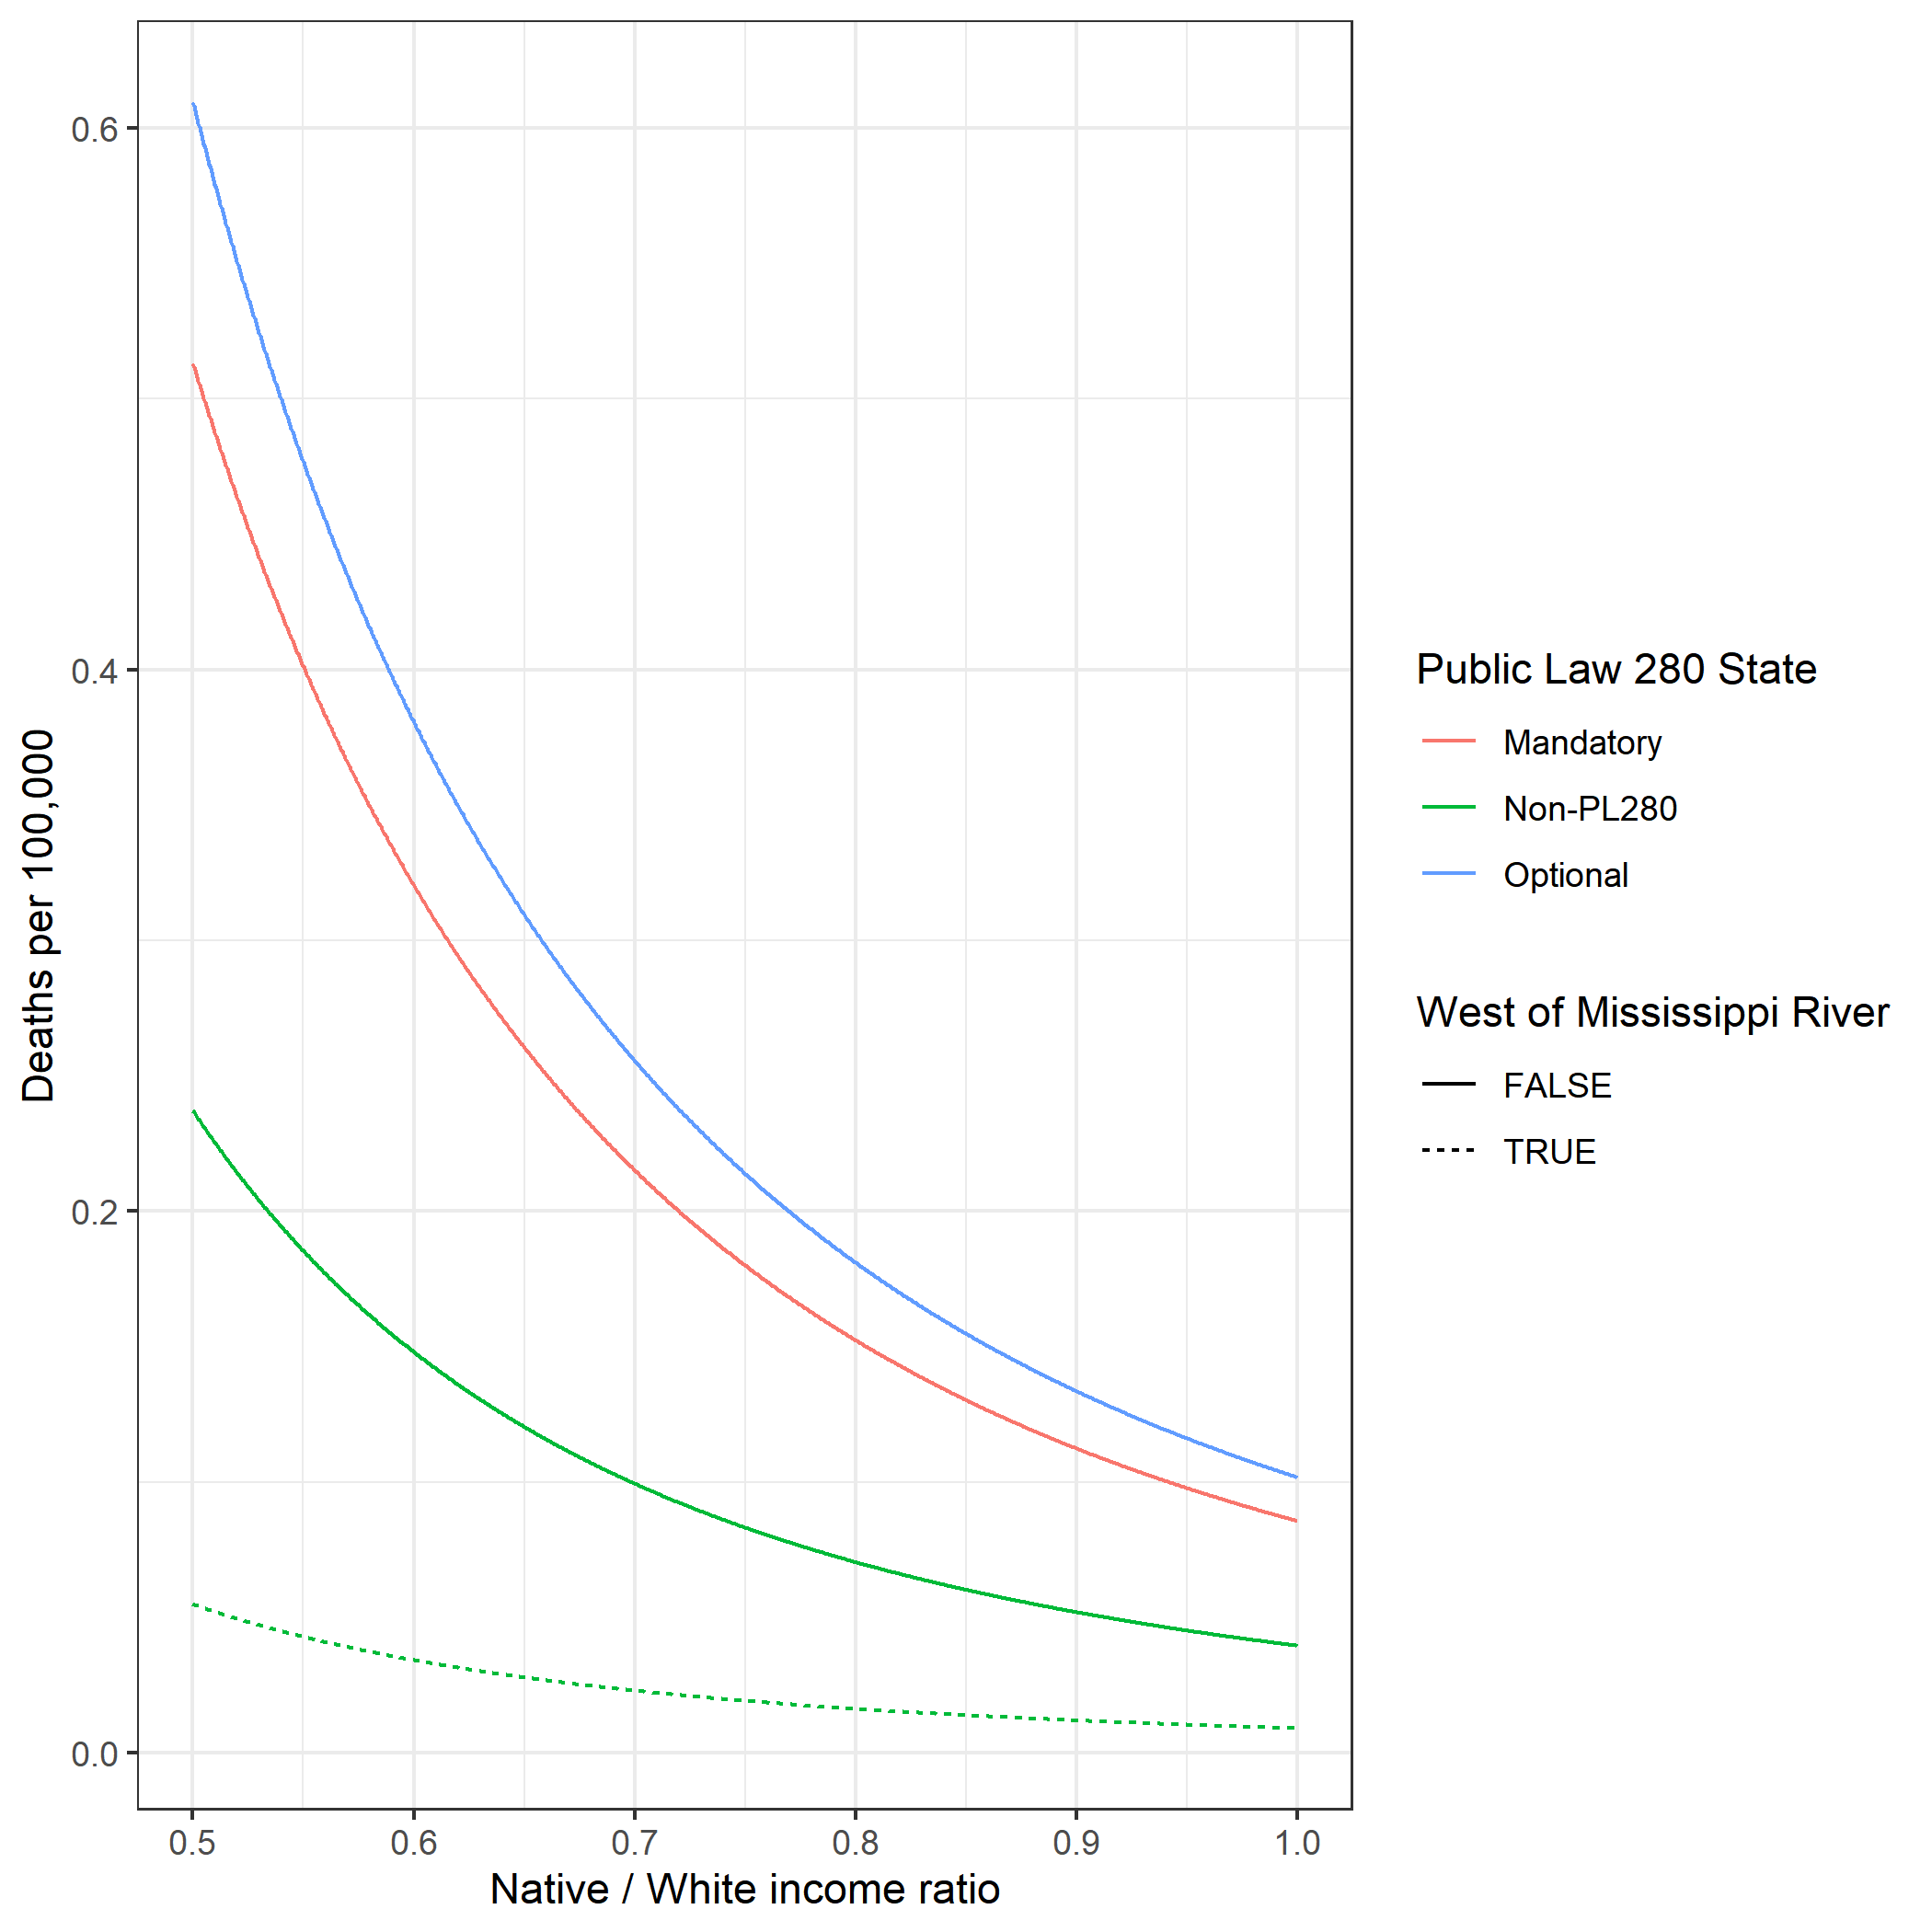 0.6
0.4
0.2
0.0
Deaths per 100,000
0.5 0.6 0.7 0.8 0.9 1.0
Native / White income ratio
Public Law 280 State
Mandatory
Non-PL280
Optional
West of Mississippi River
FALSE
TRUE